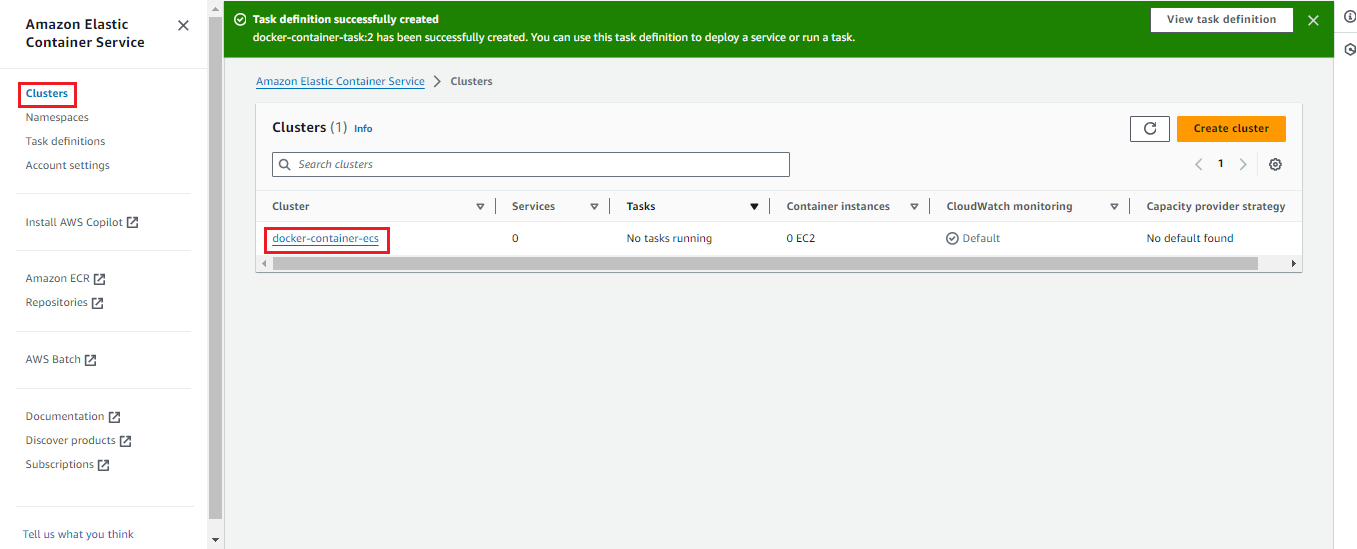 Amazon Elastic
Container Service
Clusters
Namespaces
Task definitions
Account settings
Install AWS Copilot
Amazon ECR
Repositories
AWS Batch
Documentation
Discover products
Subscriptions
Tell us what you think
Task definition successfully created
docker-container-task:2 has been successfully created. You can use this task definition to deploy a service or run a task.
View task definition
Amazon Elastic Container Service > Clusters
Clusters (1) Info
Create cluster
Search clusters
1
Cluster Services Tasks Container instances CloudWatch monitoring Capacity provider strategy
docker-container-ecs 0 No tasks running 0 EC2 Default No default found